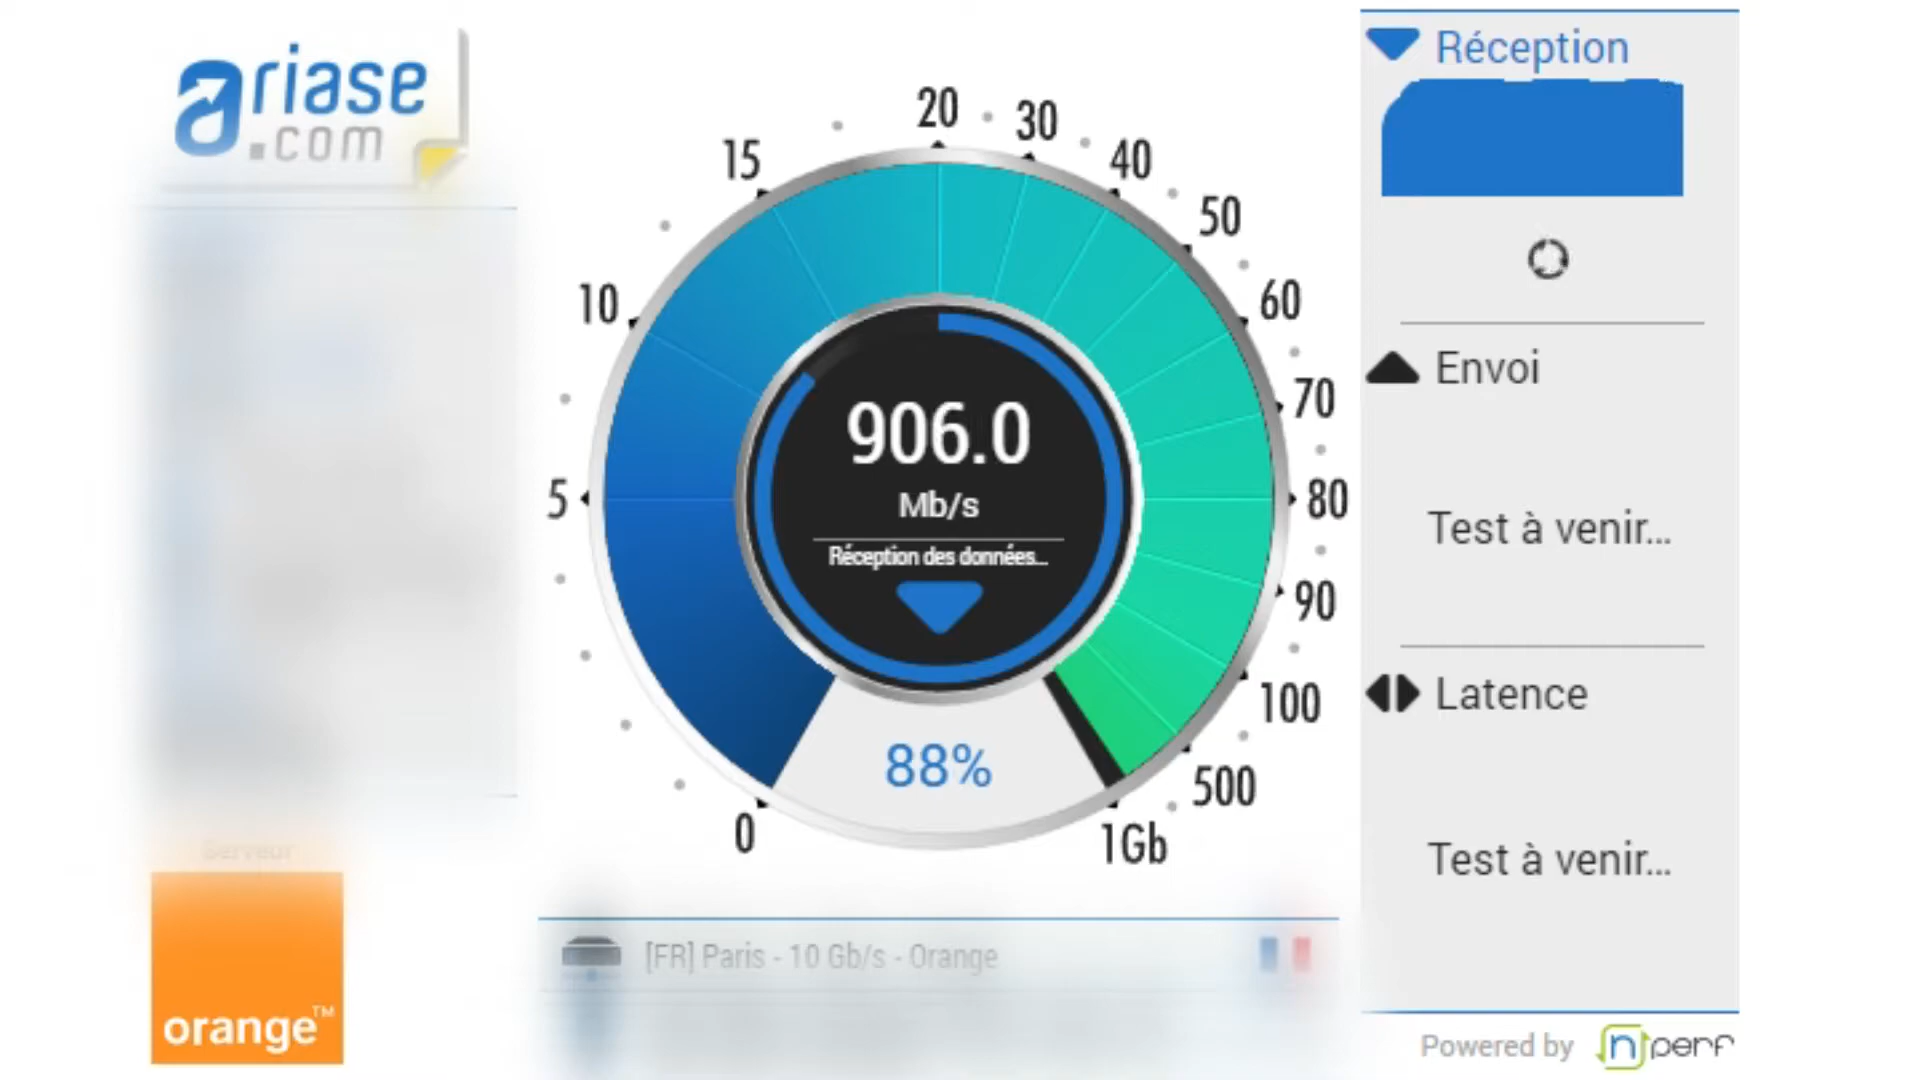 ariase
.com
20
30
15
40
50
10
60
70
5
80
90
100
500
0
1Gb
906.0
Mb/s
Réception des données...
88%
Serveur
orange™
[FR] Paris - 10 Gb/s - Orange
Réception
Envoi
Test à venir...
Latence
Test à venir...
Powered by nperf